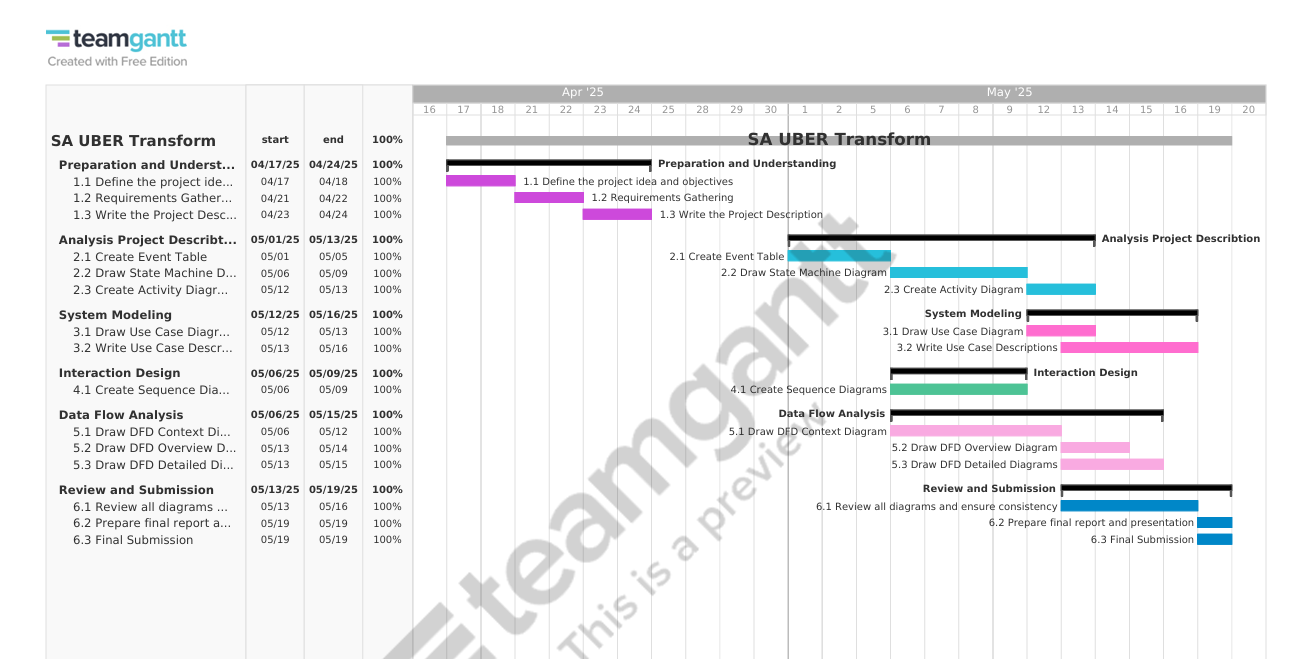 teamgantt
Created with Free Edition
Apr '25 May '25
16 17 18 21 22 23 24 25 28 29 30 1 2 5 6 7 8 9 12 13 14 15 16 19 20
SA UBER Transform start end 100% SA UBER Transform
Preparation and Underst... 04/17/25 04/24/25 100% Preparation and Understanding
1.1 Define the project ide... 04/17 04/18 100% 1.1 Define the project idea and objectives
1.2 Requirements Gather... 04/21 04/22 100% 1.2 Requirements Gathering
1.3 Write the Project Desc... 04/23 04/24 100% 1.3 Write the Project Description
Analysis Project Describt... 05/01/25 05/13/25 100% Analysis Project Describtion
2.1 Create Event Table 05/01 05/05 100% 2.1 Create Event Table
2.2 Draw State Machine D... 05/06 05/09 100% 2.2 Draw State Machine Diagram
2.3 Create Activity Diagr... 05/12 05/13 100% 2.3 Create Activity Diagram
System Modeling 05/12/25 05/16/25 100% System Modeling
3.1 Draw Use Case Diagr... 05/12 05/13 100% 3.1 Draw Use Case Diagram
3.2 Write Use Case Descr... 05/13 05/16 100% 3.2 Write Use Case Descriptions
Interaction Design 05/06/25 05/09/25 100% Interaction Design
4.1 Create Sequence Dia... 05/06 05/09 100% 4.1 Create Sequence Diagrams
Data Flow Analysis 05/06/25 05/15/25 100% Data Flow Analysis
5.1 Draw DFD Context Di... 05/06 05/12 100% 5.1 Draw DFD Context Diagram
5.2 Draw DFD Overview D... 05/13 05/14 100% 5.2 Draw DFD Overview Diagram
5.3 Draw DFD Detailed Di... 05/13 05/15 100% 5.3 Draw DFD Detailed Diagrams
Review and Submission 05/13/25 05/19/25 100% Review and Submission
6.1 Review all diagrams ... 05/13 05/16 100% 6.1 Review all diagrams and ensure consistency
6.2 Prepare final report a... 05/19 05/19 100% 6.2 Prepare final report and presentation
6.3 Final Submission 05/19 05/19 100% 6.3 Final Submission
teamgantt
This is a preview